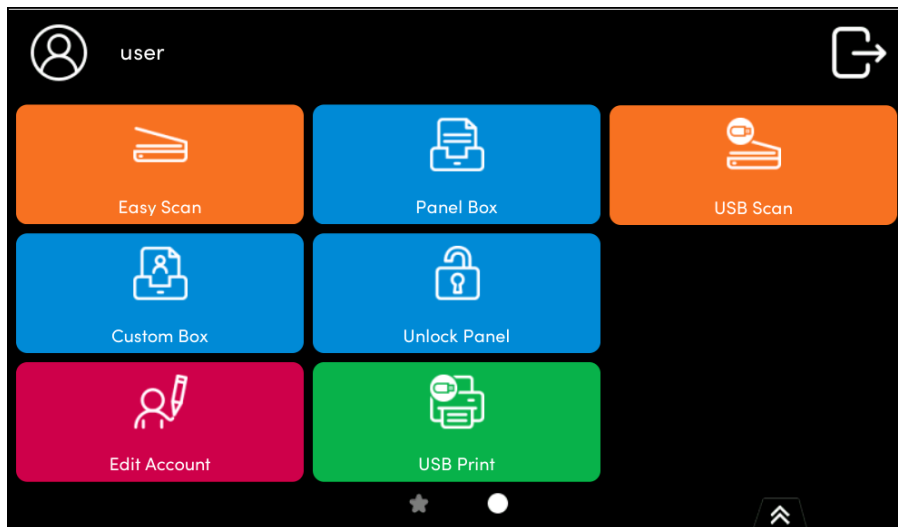 user
Easy Scan
Panel Box
USB Scan
Custom Box
Unlock Panel
Edit Account
USB Print